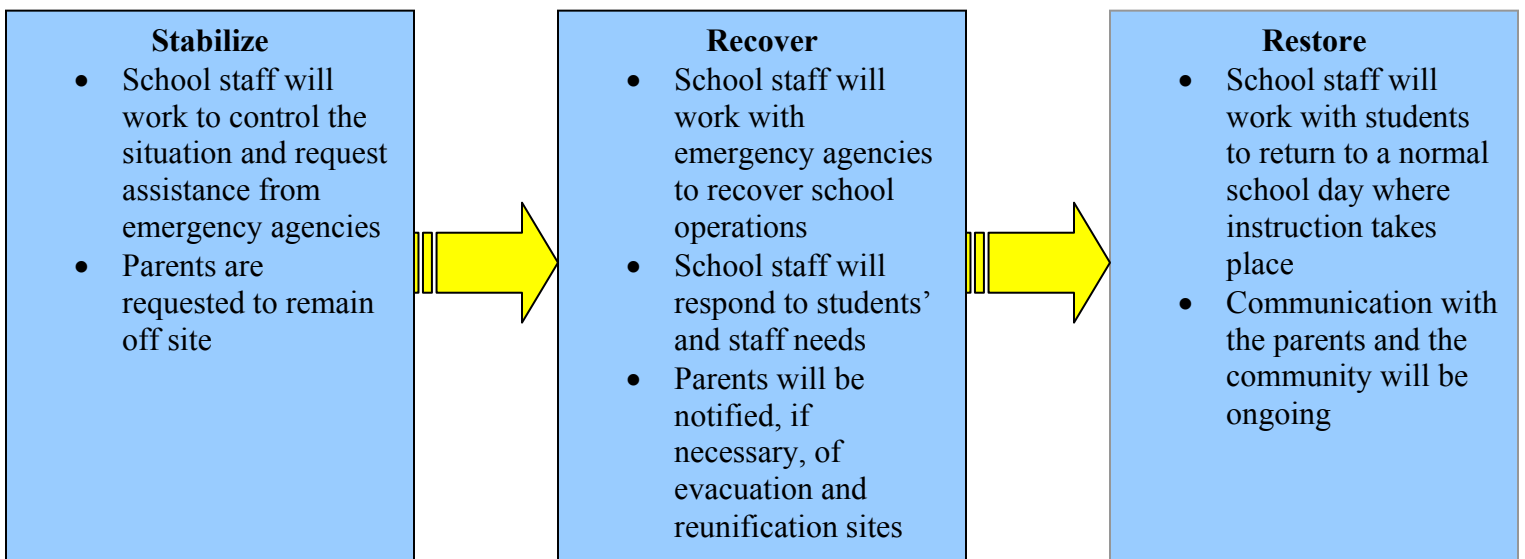 Stabilize
• School staff will
work to control the
situation and request
assistance from
emergency agencies
• Parents are
requested to remain
off site
Recover
• School staff will
work with
emergency agencies
to recover school
operations
• School staff will
respond to students’
and staff needs
• Parents will be
notified, if
necessary, of
evacuation and
reunification sites
Restore
• School staff will
work with students
to return to a normal
school day where
instruction takes
place
• Communication with
the parents and the
community will be
ongoing